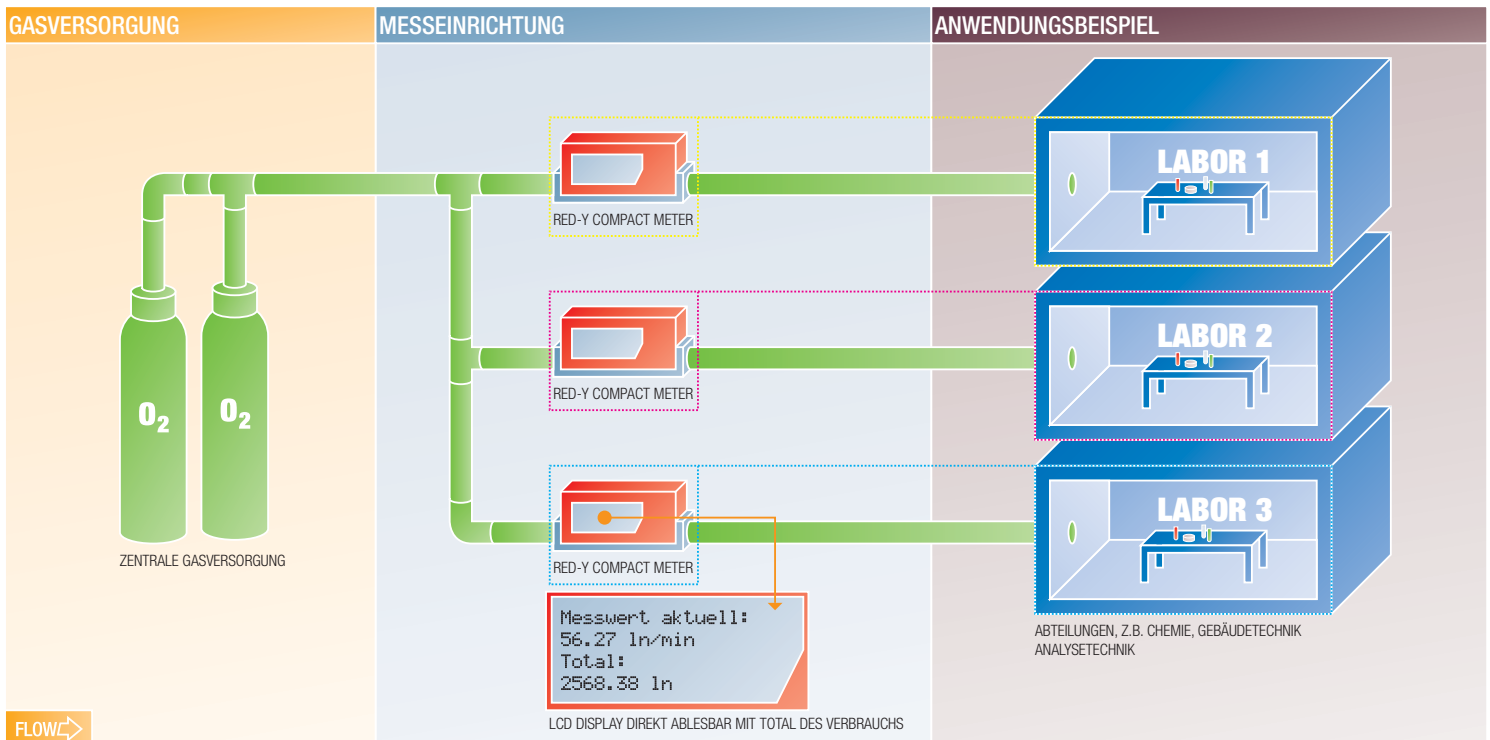 GASVERSORGUNG
MESSEINRICHTUNG
ANWENDUNGSBEISPIEL
LABOR 1
RED-Y COMPACT METER
LABOR 2
RED-Y COMPACT METER
O₂
O₂
LABOR 3
ZENTRALE GASVERSORGUNG
RED-Y COMPACT METER
Messwert aktuell:
56.27 ln/min
Total:
2568.38 ln
ABTEILUNGEN, Z.B. CHEMIE, GEBÄUDETECHNIK
ANALYSETECHNIK
LCD DISPLAY DIREKT ABLESBAR MIT TOTAL DES VERBRAUCHS
FLOW